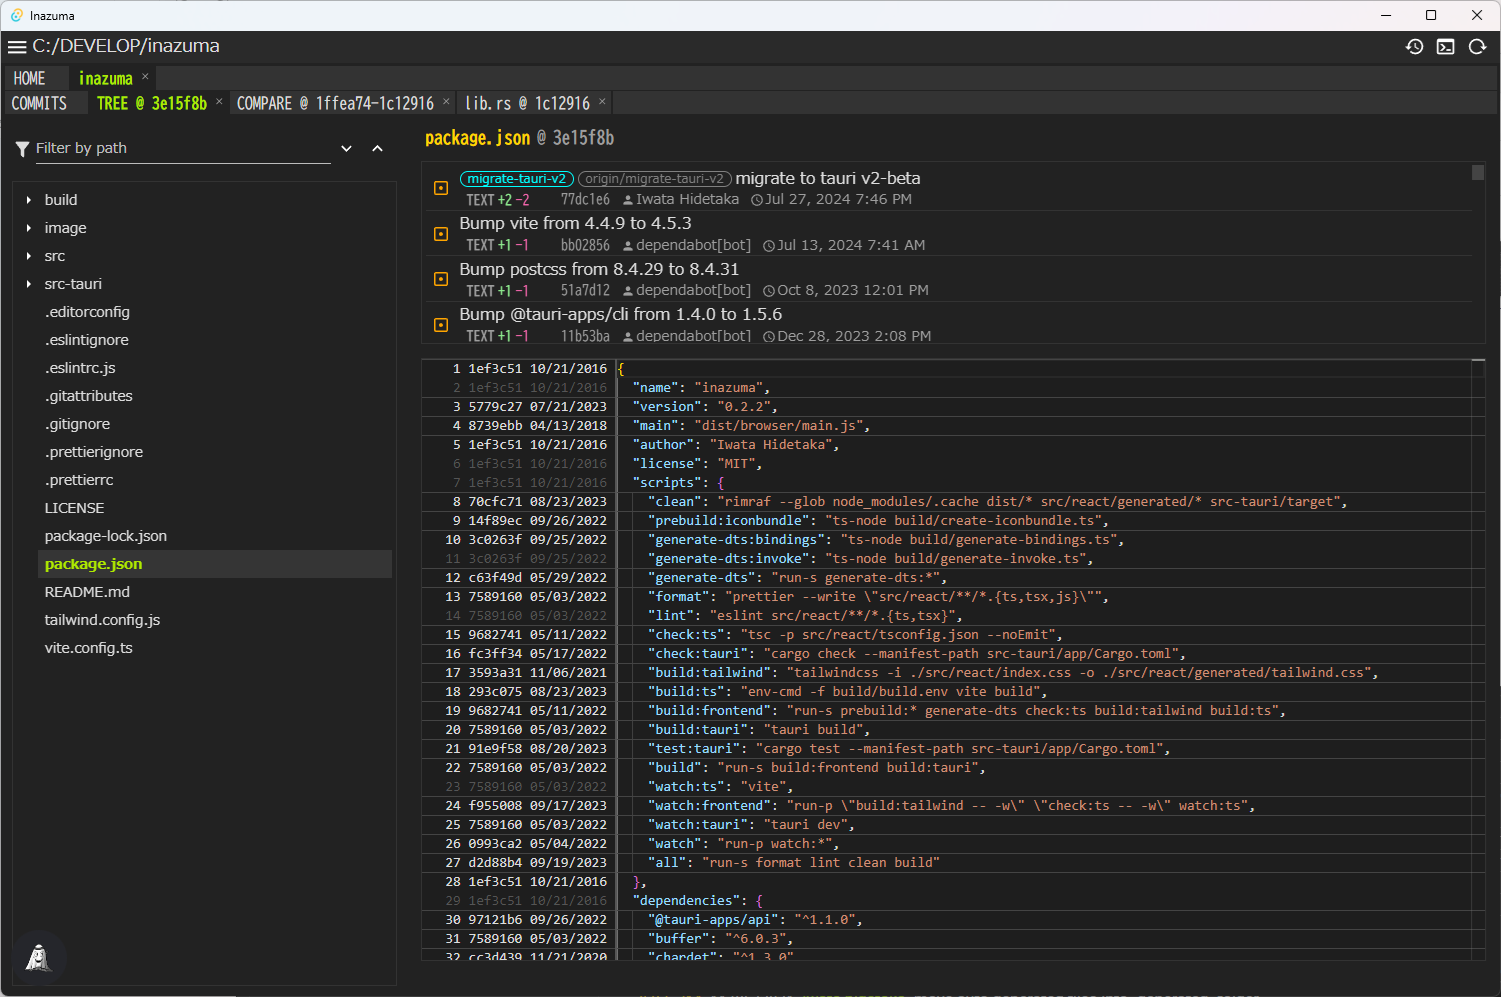 Inazuma
C:/DEVELOP/inazuma
HOME
inazuma ×
COMMITS
TREE @ 3e15f8b ×
COMPARE @ 1ffea74-1c12916 ×
lib.rs @ 1c12916 ×
Filter by path
build
image
src
src-tauri
.editorconfig
.eslintignore
.eslintrc.js
.gitattributes
.gitignore
.prettierignore
.prettierrc
LICENSE
package-lock.json
package.json
README.md
tailwind.config.js
vite.config.ts
package.json @ 3e15f8b
migrate-tauri-v2 origin/migrate-tauri-v2 migrate to tauri v2-beta
TEXT +2 -2 77dc1e6 Iwata Hidetaka Jul 27, 2024 7:46 PM
Bump vite from 4.4.9 to 4.5.3
TEXT +1 -1 bb02856 dependabot[bot] Jul 13, 2024 7:41 AM
Bump postcss from 8.4.29 to 8.4.31
TEXT +1 -1 51a7d12 dependabot[bot] Oct 8, 2023 12:01 PM
Bump @tauri-apps/cli from 1.4.0 to 1.5.6
TEXT +1 -1 11b53ba dependabot[bot] Dec 28, 2023 2:08 PM
1 1ef3c51 10/21/2016 {
2 1ef3c51 10/21/2016 "name": "inazuma",
3 5779c27 07/21/2023 "version": "0.2.2",
4 8739ebb 04/13/2018 "main": "dist/browser/main.js",
5 1ef3c51 10/21/2016 "author": "Iwata Hidetaka",
6 1ef3c51 10/21/2016 "license": "MIT",
7 1ef3c51 10/21/2016 "scripts": {
8 70cfc71 08/23/2023 "clean": "rimraf --glob node_modules/.cache dist/* src/react/generated/* src-tauri/target",
9 14f89ec 09/26/2022 "prebuild:iconbundle": "ts-node build/create-iconbundle.ts",
10 3c0263f 09/25/2022 "generate-dts:bindings": "ts-node build/generate-bindings.ts",
11 3c0263f 09/25/2022 "generate-dts:invoke": "ts-node build/generate-invoke.ts",
12 c63f49d 05/29/2022 "generate-dts": "run-s generate-dts:*",
13 7589160 05/03/2022 "format": "prettier --write \"src/react/**/*.{ts,tsx,js}\"",
14 7589160 05/03/2022 "lint": "eslint src/react/**/*.{ts,tsx}",
15 9682741 05/11/2022 "check:ts": "tsc -p src/react/tsconfig.json --noEmit",
16 fc3ff34 05/17/2022 "check:tauri": "cargo check --manifest-path src-tauri/app/Cargo.toml",
17 3593a31 11/06/2021 "build:tailwind": "tailwindcss -i ./src/react/index.css -o ./src/react/generated/tailwind.css",
18 293c075 08/23/2023 "build:ts": "env-cmd -f build/build.env vite build",
19 9682741 05/11/2022 "build:frontend": "run-s prebuild:* generate-dts check:ts build:tailwind build:ts",
20 7589160 05/03/2022 "build:tauri": "tauri build",
21 91e9f58 08/20/2023 "test:tauri": "cargo test --manifest-path src-tauri/app/Cargo.toml",
22 7589160 05/03/2022 "build": "run-s build:frontend build:tauri",
23 7589160 05/03/2022 "watch:ts": "vite",
24 f955008 09/17/2023 "watch:frontend": "run-p \"build:tailwind -- -w\" \"check:ts -- -w\" watch:ts",
25 7589160 05/03/2022 "watch:tauri": "tauri dev",
26 0993ca2 05/04/2022 "watch": "run-p watch:*",
27 d2d88b4 09/19/2023 "all": "run-s format lint clean build"
28 1ef3c51 10/21/2016 },
29 1ef3c51 10/21/2016 "dependencies": {
30 97121b6 09/26/2022 "@tauri-apps/api": "^1.1.0",
31 7589160 05/03/2022 "buffer": "^6.0.3",
32 cc3d439 11/21/2020 "chardet": "^1.3.0"